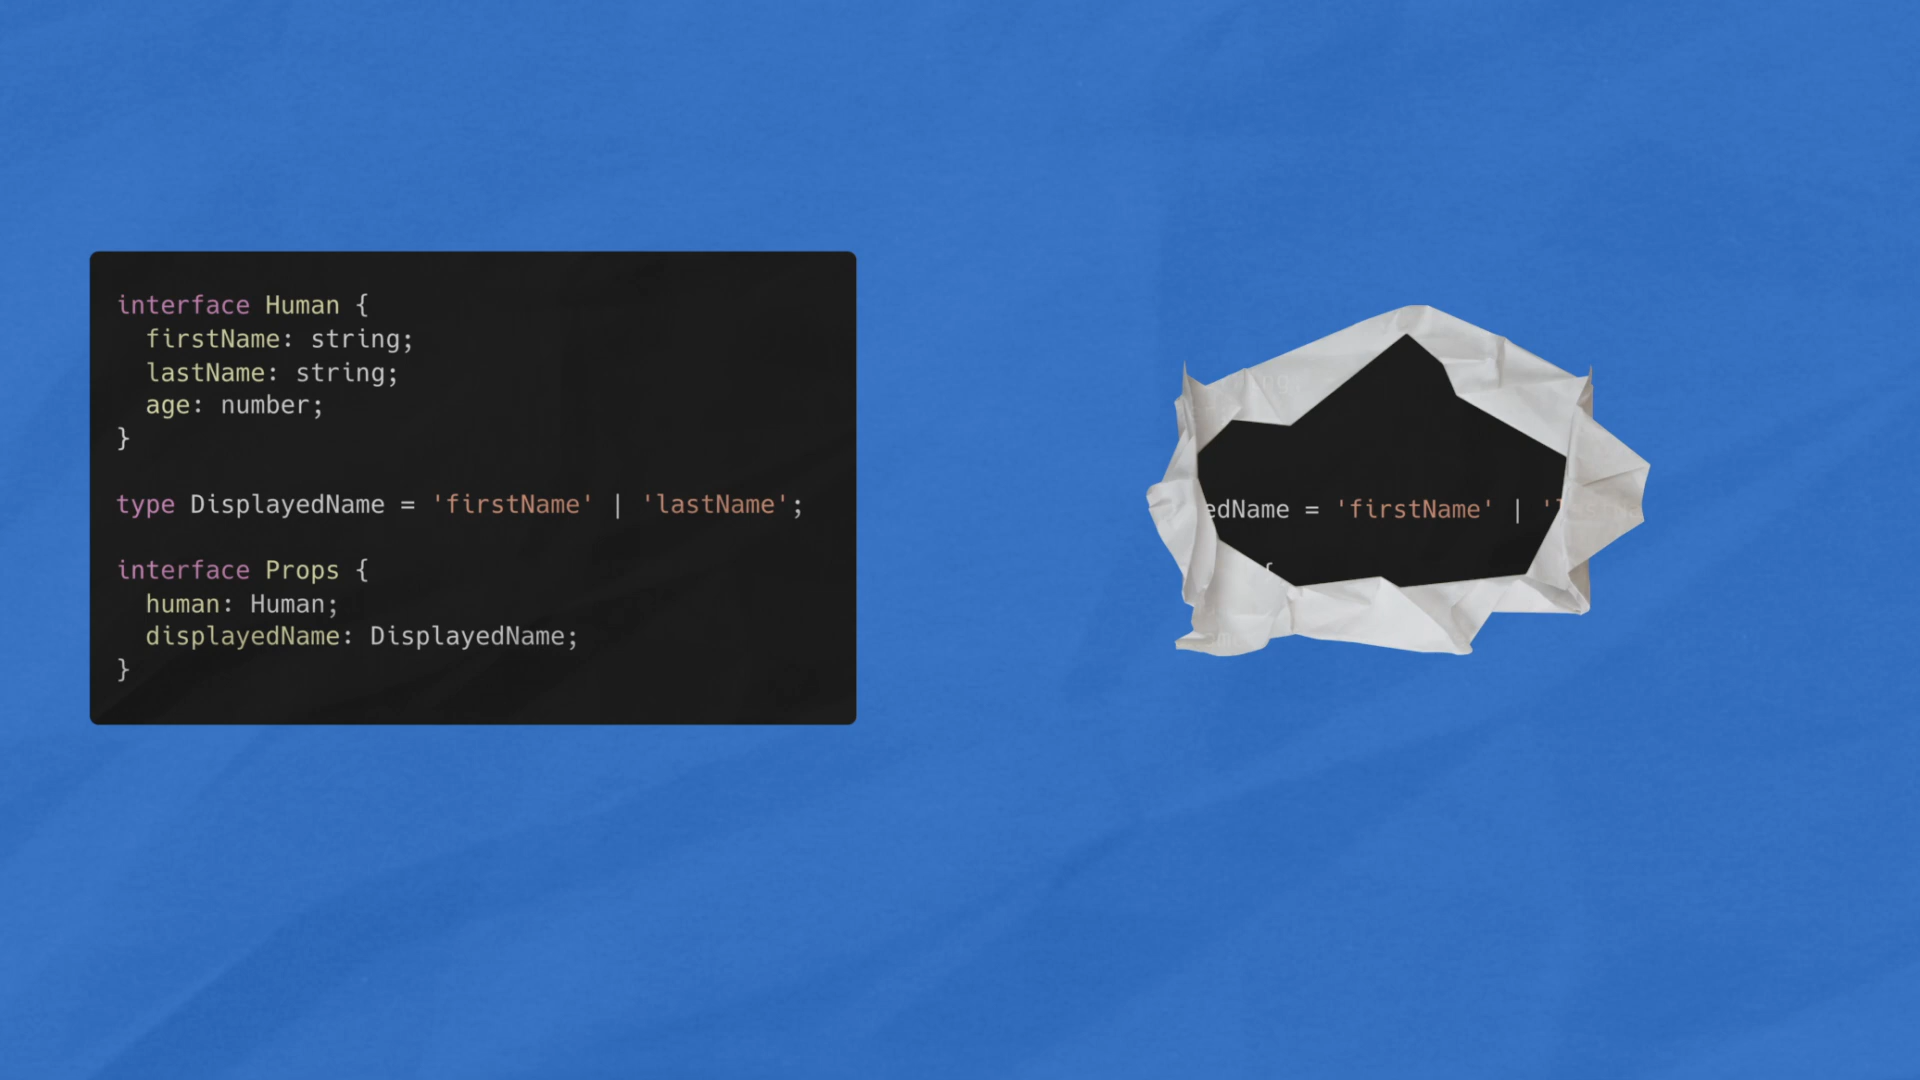 interface Human {
  firstName: string;
  lastName: string;
  age: number;
}
type DisplayedName = 'firstName' | 'lastName';
interface Props {
  human: Human;
  displayedName: DisplayedName;
}
edName = 'firstName' | '
{